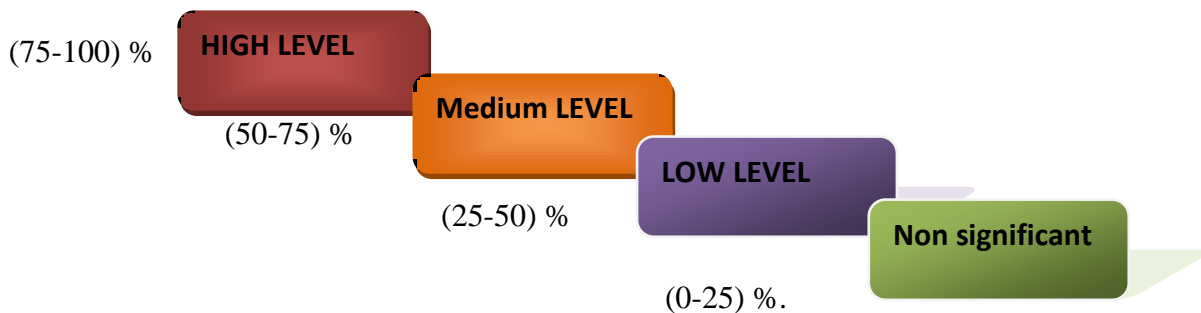 (75-100) %
HIGH LEVEL
(50-75) %
Medium LEVEL
(25-50) %
LOW LEVEL
(0-25) %.
Non significant